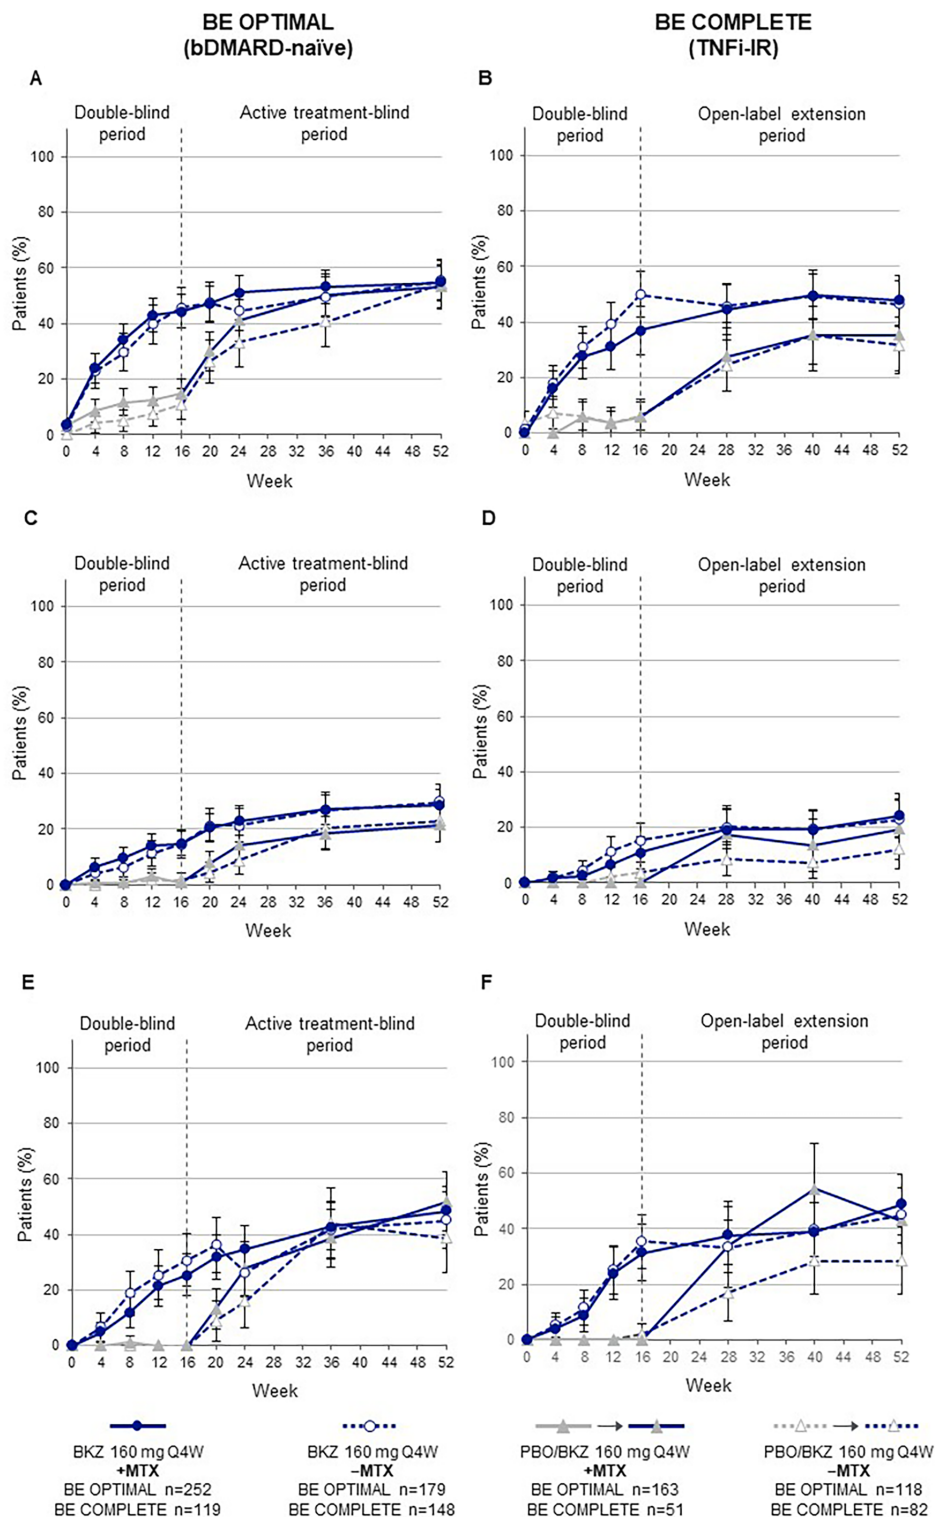 BE OPTIMAL
(bDMARD-naïve)
BE COMPLETE
(TNFi-IR)
A
Double-blind
period
Active treatment-blind
period
Patients (%)
100
80
60
40
20
0
0 4 8 12 16 20 24 28 32 36 40 44 48 52
Week
B
Double-blind
period
Open-label extension
period
Patients (%)
100
80
60
40
20
0
0 4 8 12 16 20 24 28 32 36 40 44 48 52
Week
C
Double-blind
period
Active treatment-blind
period
Patients (%)
100
80
60
40
20
0
0 4 8 12 16 20 24 28 32 36 40 44 48 52
Week
D
Double-blind
period
Open-label extension
period
Patients (%)
100
80
60
40
20
0
0 4 8 12 16 20 24 28 32 36 40 44 48 52
Week
E
Double-blind
period
Active treatment-blind
period
Patients (%)
100
80
60
40
20
0
0 4 8 12 16 20 24 28 32 36 40 44 48 52
Week
F
Double-blind
period
Open-label extension
period
Patients (%)
100
80
60
40
20
0
0 4 8 12 16 19 28 32 36 40 44 48 52
Week
BKZ 160 mg Q4W
+MTX
BE OPTIMAL n=252
BE COMPLETE n=119
BKZ 160 mg Q4W
–MTX
BE OPTIMAL n=179
BE COMPLETE n=148
PBO/BKZ 160 mg Q4W
+MTX
BE OPTIMAL n=163
BE COMPLETE n=51
PBO/BKZ 160 mg Q4W
–MTX
BE OPTIMAL n=118
BE COMPLETE n=82